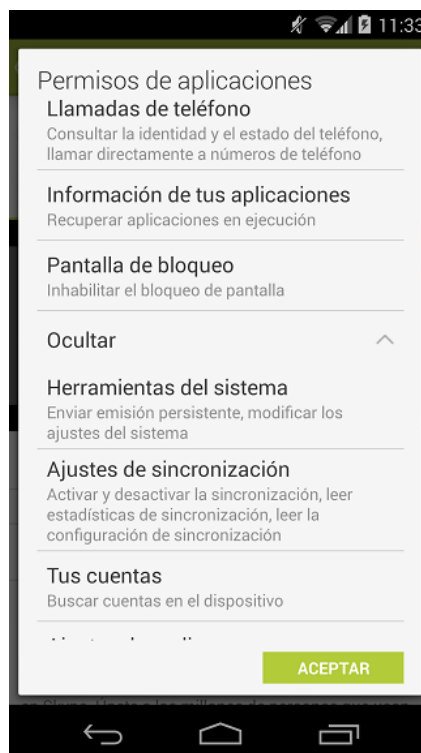 11:33
Permisos de aplicaciones
Llamadas de teléfono
Consultar la identidad y el estado del teléfono,
llamar directamente a números de teléfono
Información de tus aplicaciones
Recuperar aplicaciones en ejecución
Pantalla de bloqueo
Inhabilitar el bloqueo de pantalla
Ocultar
Herramientas del sistema
Enviar emisión persistente, modificar los
ajustes del sistema
Ajustes de sincronización
Activar y desactivar la sincronización, leer
estadísticas de sincronización, leer la
configuración de sincronización
Tus cuentas
Buscar cuentas en el dispositivo
ACEPTAR